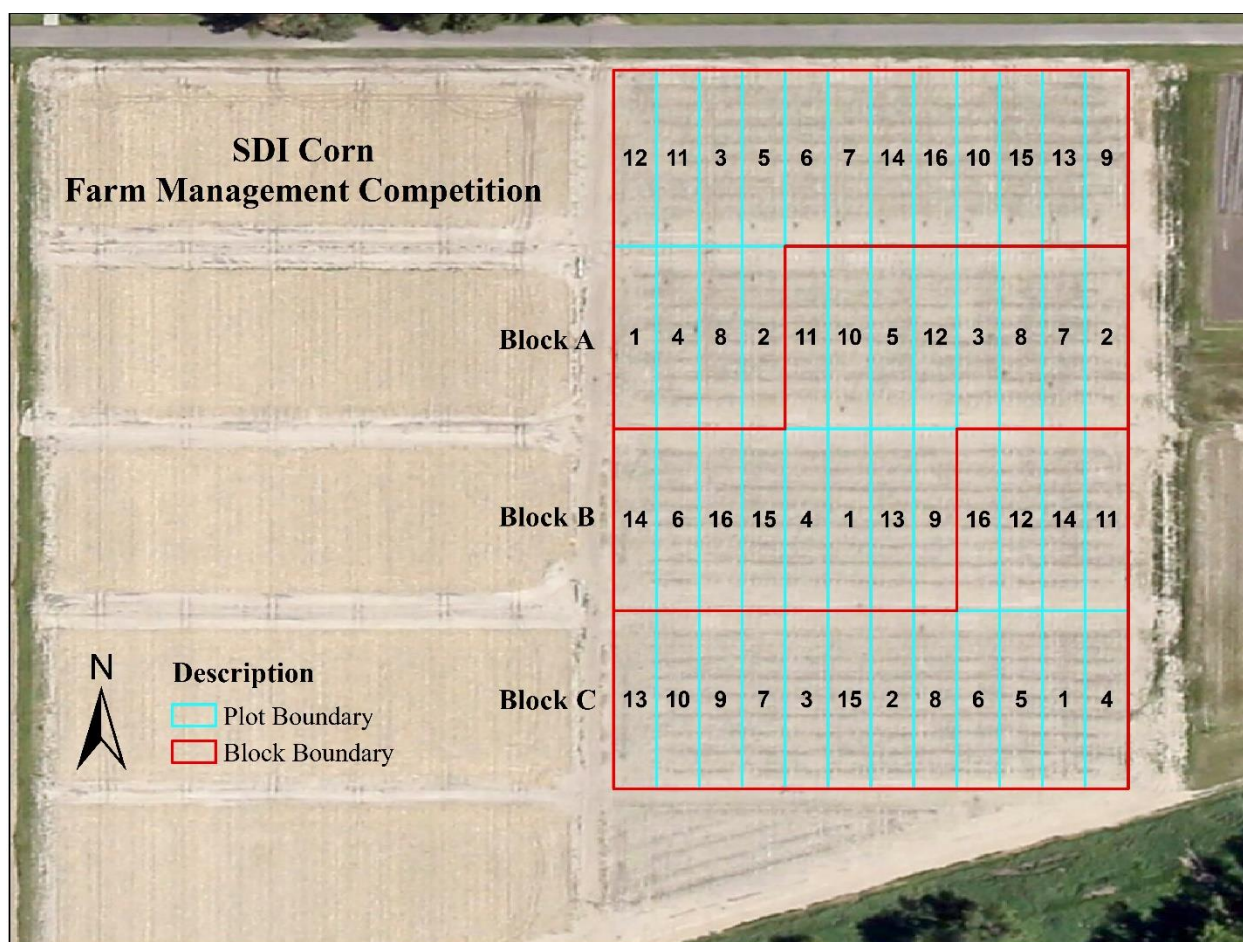 SDI Corn
Farm Management Competition
12 11 3 5 6 7 14 16 10 15 13 9
Block A
1 4 8 2 11 10 5 12 3 8 7 2
Block B
14 6 16 15 4 1 13 9 16 12 14 11
Block C
13 10 9 7 3 15 2 8 6 5 1 4
N
Description
Plot Boundary
Block Boundary